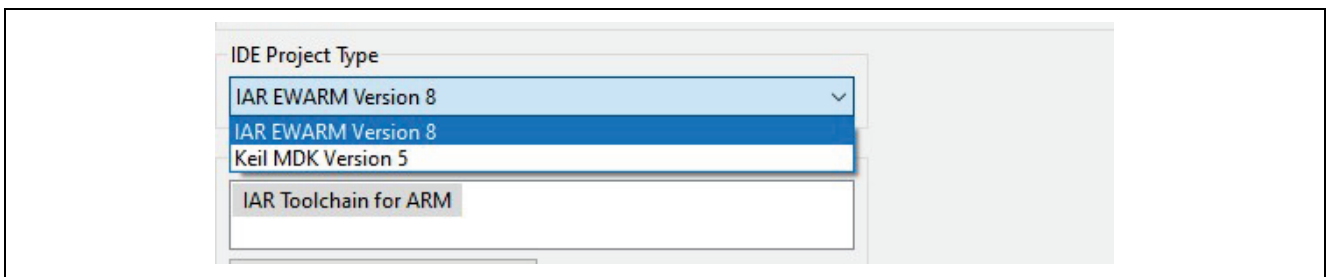 IDE Project Type
IAR EWARM Version 8
IAR EWARM Version 8
Keil MDK Version 5
IAR Toolchain for ARM